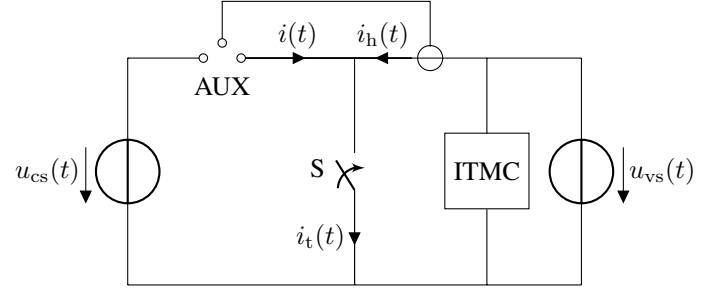 i(t)
i_h(t)
AUX
u_cs(t)
S
ITMC
u_vs(t)
i_t(t)